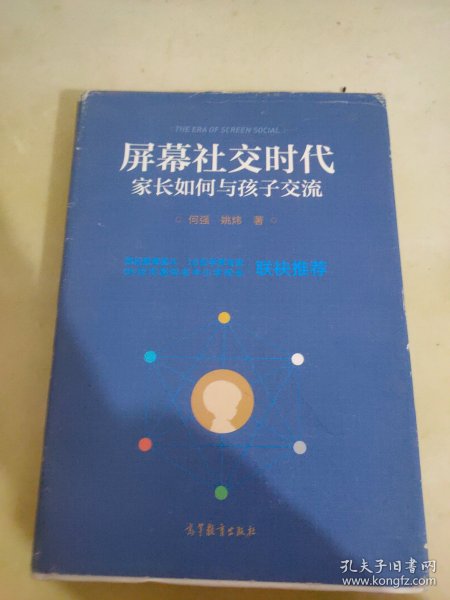 THE ERA OF SCREEN SOCIAL
屏幕社交时代
家长如何与孩子交流
何强 姚炜 著
联袂推荐
高等教育出版社
孔夫子旧书网
www.kongfz.com